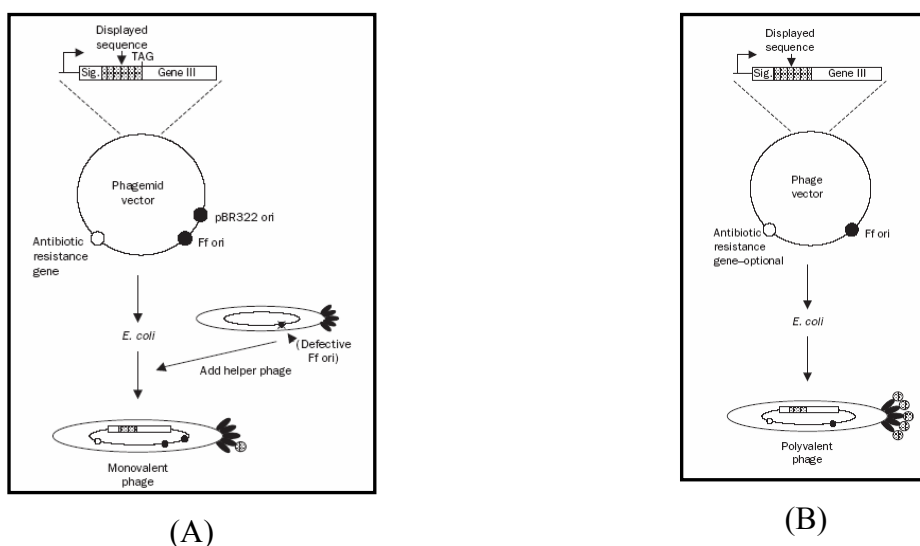 Displayed
sequence
TAG
Sig.
Gene III
Phagemid
vector
pBR322 ori
Ff ori
Antibiotic
resistance
gene
E. coli
(Defective
Ff ori)
Add helper phage
Monovalent
phage
(A)
Displayed
sequence
Sig.
Gene III
Phage
vector
Antibiotic
resistance
gene–optional
Ff ori
E. coli
Polyvalent
phage
(B)